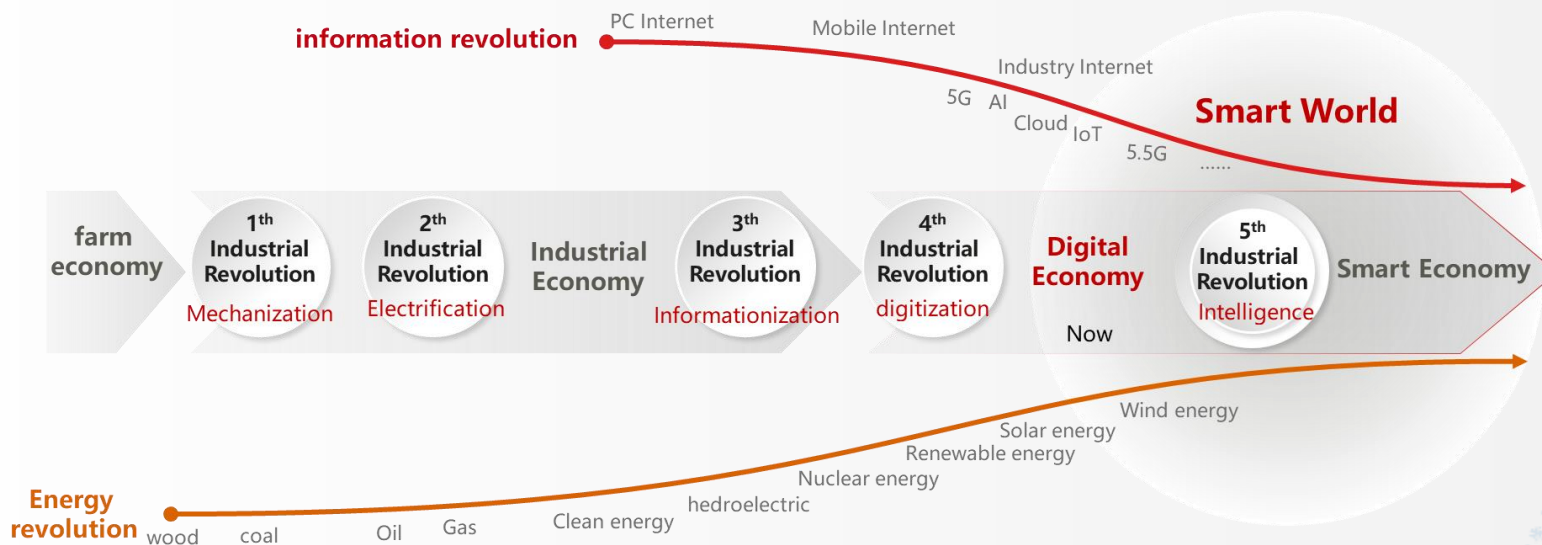 PC Internet
information revolution
Mobile Internet
Industry Internet
5G
AI
Cloud
IoT
5.5G
......
Smart World
farm
economy
1th
Industrial
Revolution
Mechanization
2th
Industrial
Revolution
Electrification
Industrial
Economy
3th
Industrial
Revolution
Informationization
4th
Industrial
Revolution
digitization
Digital
Economy
Now
5th
Industrial
Revolution
Intelligence
Smart Economy
Energy
revolution
wood
coal
Oil
Gas
Clean energy
hedroelectric
Nuclear energy
Renewable energy
Solar energy
Wind energy